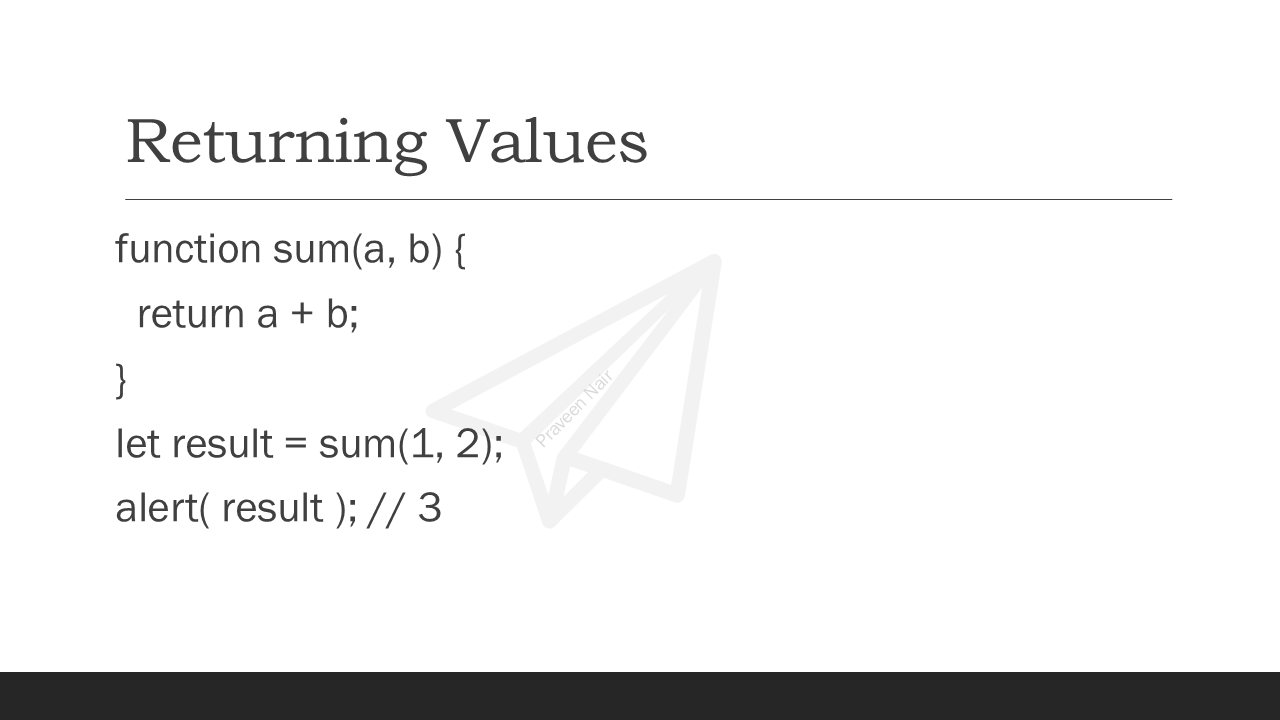 Returning Values
function sum(a, b) {
return a + b;
}
let result = sum(1, 2);
alert( result ); // 3
Praveen Nair